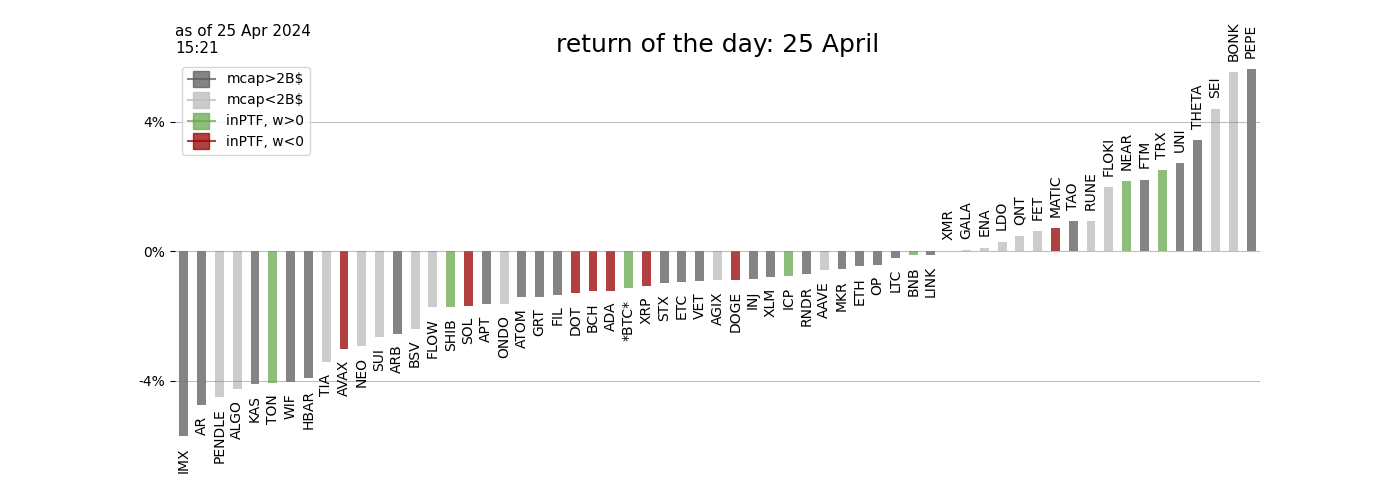 as of 25 Apr 2024
15:21
return of the day: 25 April
mcap>2B$
mcap<2B$
inPTF, w>0
inPTF, w<0
4%
0%
-4%
IMX
AR
PENDLE
ALGO
KAS
TON
WIF
HBAR
TIA
AVAX
NEO
SUI
ARB
BSV
FLOW
SHIB
SOL
APT
ONDO
ATOM
GRT
FIL
DOT
BCH
ADA
*BTC*
XRP
STX
ETC
VET
AGIX
DOGE
INJ
XLM
ICP
RNDR
AAVE
MKR
ETH
OP
LTC
BNB
LINK
XMR
GALA
ENA
LDO
QNT
FET
MATIC
TAO
RUNE
FLOKI
NEAR
FTM
TRX
UNI
THETA
SEI
BONK
PEPE